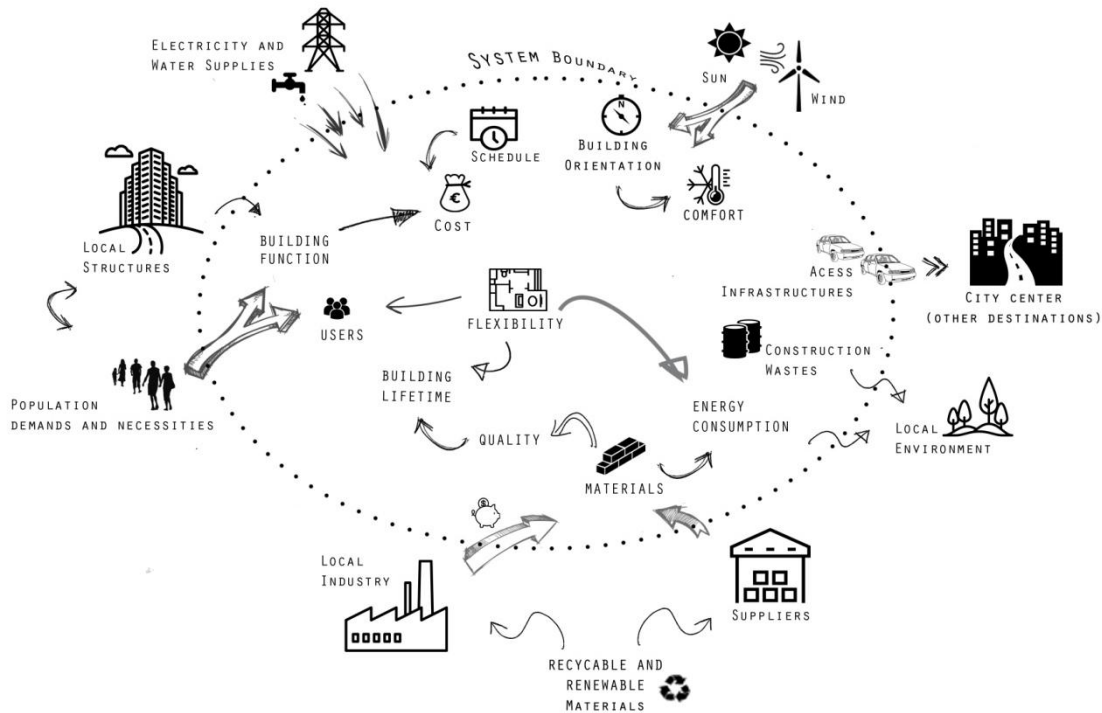 ELECTRICITY AND
WATER SUPPLIES
SYSTEM BOUNDARY
SUN
WIND
N
SCHEDULE
BUILDING
ORIENTATION
€
COST
COMFORT
LOCAL
STRUCTURES
BUILDING
FUNCTION
ACESS
INFRASTRUCTURES
CITY CENTER
(OTHER DESTINATIONS)
USERS
FLEXIBILITY
CONSTRUCTION
WASTES
BUILDING
LIFETIME
POPULATION
DEMANDS AND NECESSITIES
ENERGY
CONSUMPTION
QUALITY
LOCAL
ENVIRONMENT
MATERIALS
$
LOCAL
INDUSTRY
SUPPLIERS
RECYCABLE AND
RENEWABLE
MATERIALS